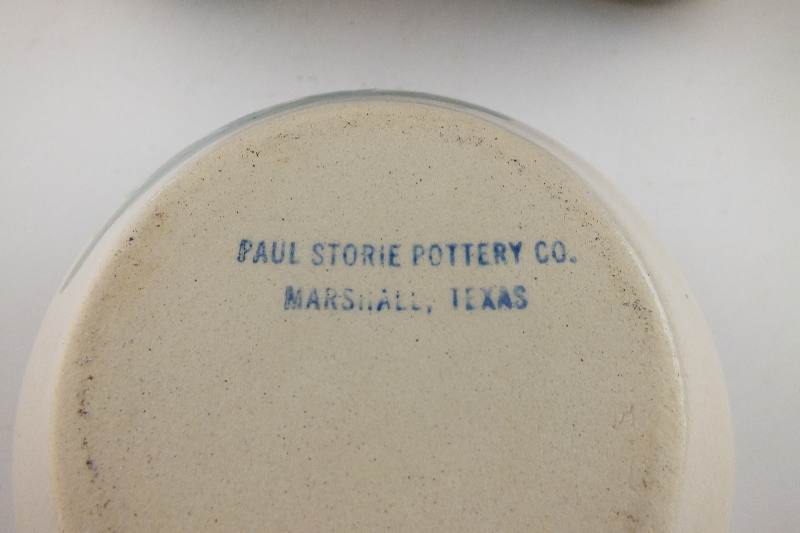 PAUL STORIE POTTERY CO.
MARSHALL, TEXAS